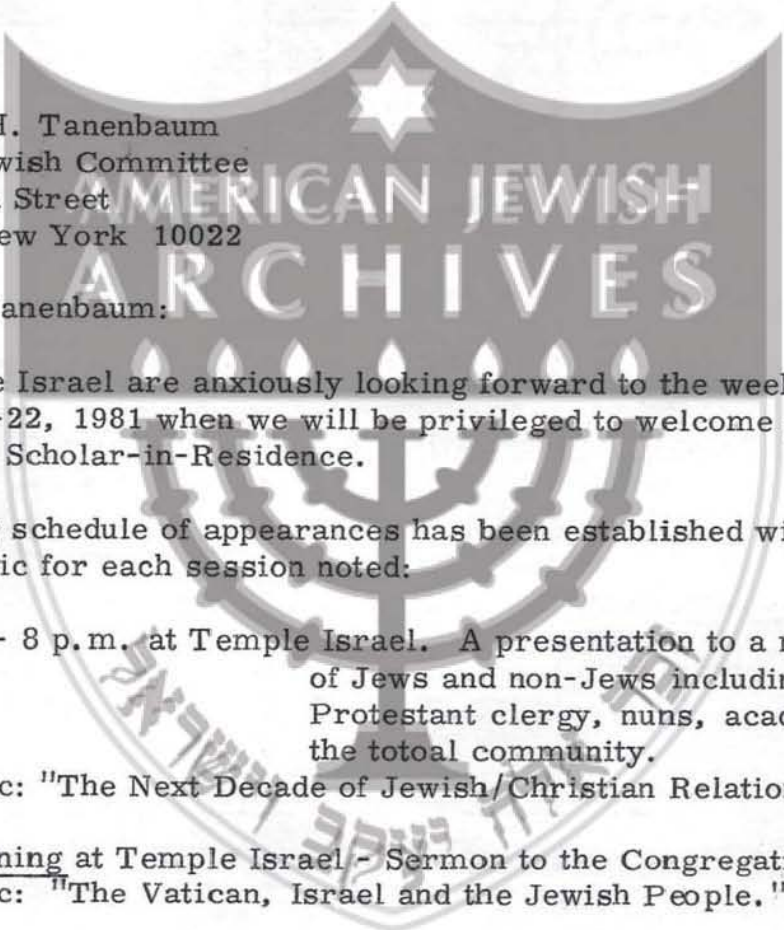 H. Tanenbaum
wish Committee
Street
ew York 10022
AMERICAN JEWISH
ARCHIVES
anenbaum:
e Israel are anxiously looking forward to the week
-22, 1981 when we will be privileged to welcome
Scholar-in-Residence.
schedule of appearances has been established wi
ic for each session noted:
- 8 p.m. at Temple Israel. A presentation to a
of Jews and non-Jews includin
Protestant clergy, nuns, acad
the totoal community.
c: "The Next Decade of Jewish/Christian Relation
ning at Temple Israel - Sermon to the Congregati
c: "The Vatican, Israel and the Jewish People."